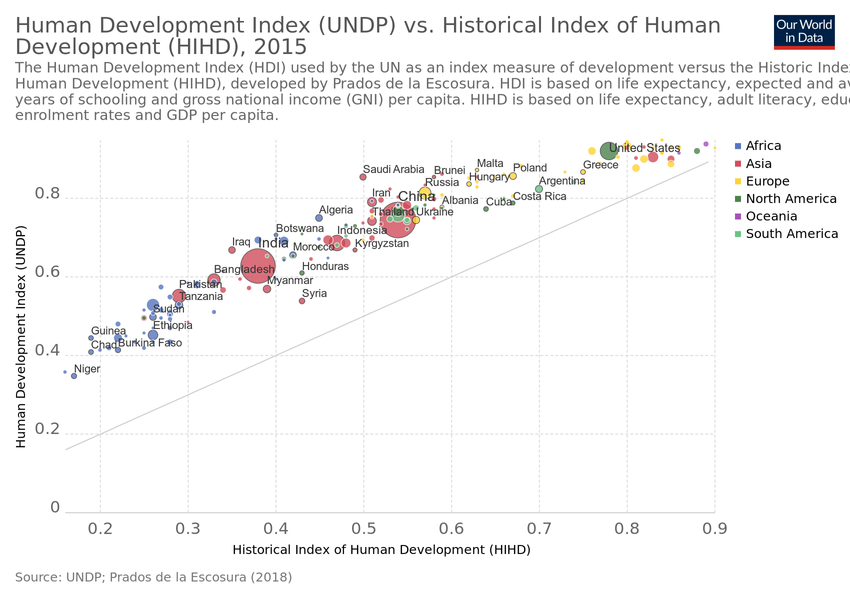 Human Development Index (UNDP) vs. Historical Index of Human
Development (HIHD), 2015
Our World
in Data
The Human Development Index (HDI) used by the UN as an index measure of development versus the Historic Inde
Human Development Index (HIHD), developed by Prados de la Escosura. HDI is based on life expectancy, expected and av
years of schooling and gross national income (GNI) per capita. HIHD is based on life expectancy, adult literacy, educ
enrolment rates and GDP per capita.
Africa
Asia
Europe
North America
Oceania
South America
United States
Malta
Saudi Arabia
Brunei
Poland
Greece
Hungary
Russia
Argentina
Iran
China
Costa Rica
Albania
Cuba
0.8
Algeria
Thailand
Ukraine
Botswana
Indonesia
Iraq
India
Morocco
Kyrgyzstan
Bangladesh
Honduras
0.6
Pakistan
Myanmar
Tanzania
Syria
Sudan
Ethiopia
Guinea
Chad
Burkina Faso
0.4
Niger
0.2
0
Human Development Index (UNDP)
0.2 0.3 0.4 0.5 0.6 0.7 0.8 0.9
Historical Index of Human Development (HIHD)
Source: UNDP; Prados de la Escosura (2018)